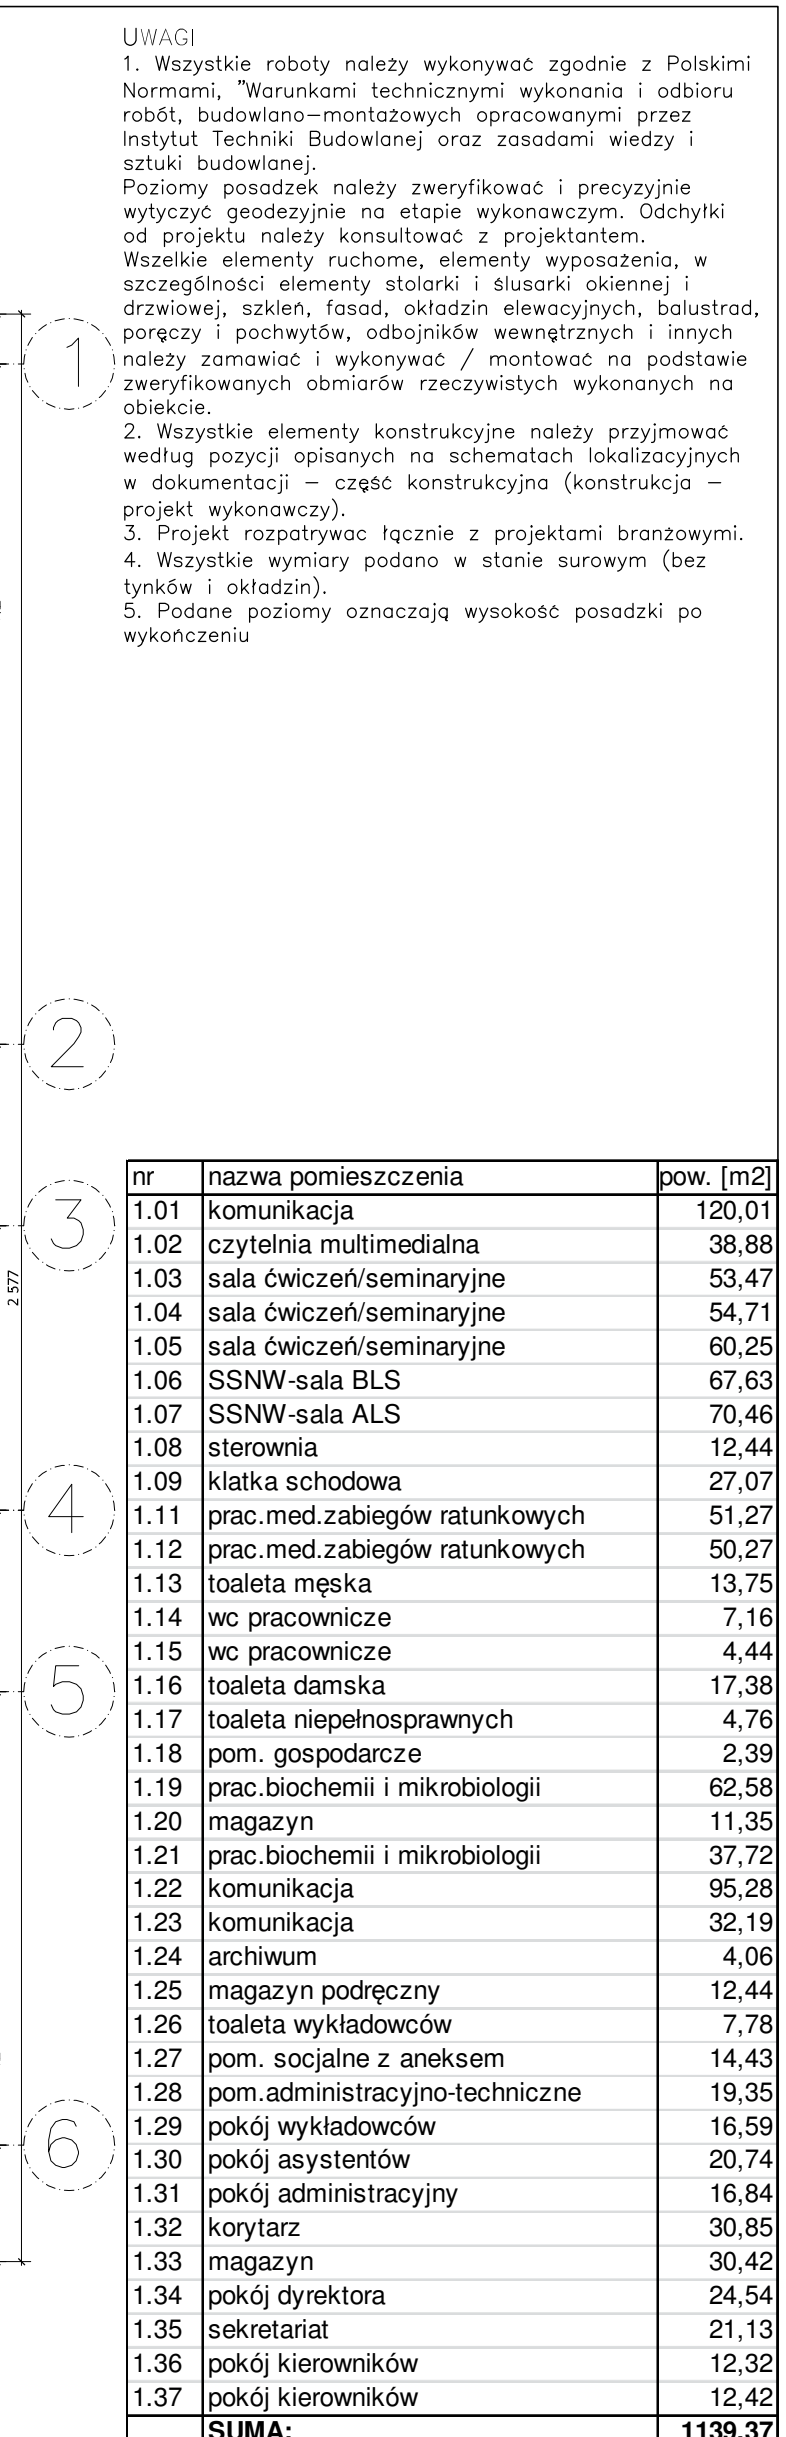 UWAGI
1. Wszystkie roboty należy wykonywać zgodnie z Polskimi
Normami, "Warunkami technicznymi wykonania i odbioru
robót, budowlano-montażowych opracowanymi przez
Instytut Techniki Budowlanej oraz zasadami wiedzy i
sztuki budowlanej.
Poziomy posadzek należy zweryfikować i precyzyjnie
wytyczyć geodezyjnie na etapie wykonawczym. Odchyłki
od projektu należy konsultować z projektantem.
Wszelkie elementy ruchome, elementy wyposażenia, w
szczególności elementy stolarki i ślusarki okiennej i
drzwiowej, szkleń, fasad, okładzin elewacyjnych, balustrad,
poręczy i pochwytów, odbojników wewnętrznych i innych
należy zamawiać i wykonywać / montować na podstawie
zweryfikowanych obmiarów rzeczywistych wykonanych na
obiekcie.
2. Wszystkie elementy konstrukcyjne należy przyjmować
według pozycji opisanych na schematach lokalizacyjnych
w dokumentacji – część konstrukcyjna (konstrukcja –
projekt wykonawczy).
3. Projekt rozpatrywac łącznie z projektami branżowymi.
4. Wszystkie wymiary podano w stanie surowym (bez
tynków i okładzin).
5. Podane poziomy oznaczają wysokość posadzki po
wykończeniu
1
2
3
2 577
4
5
6
nr nazwa pomieszczenia pow. [m2]
1.01 komunikacja 120,01
1.02 czytelnia multimedialna 38,88
1.03 sala ćwiczeń/seminaryjne 53,47
1.04 sala ćwiczeń/seminaryjne 54,71
1.05 sala ćwiczeń/seminaryjne 60,25
1.06 SSNW-sala BLS 67,63
1.07 SSNW-sala ALS 70,46
1.08 sterownia 12,44
1.09 klatka schodowa 27,07
1.11 prac.med.zabiegów ratunkowych 51,27
1.12 prac.med.zabiegów ratunkowych 50,27
1.13 toaleta męska 13,75
1.14 wc pracownicze 7,16
1.15 wc pracownicze 4,44
1.16 toaleta damska 17,38
1.17 toaleta niepełnosprawnych 4,76
1.18 pom. gospodarcze 2,39
1.19 prac.biochemii i mikrobiologii 62,58
1.20 magazyn 11,35
1.21 prac.biochemii i mikrobiologii 37,72
1.22 komunikacja 95,28
1.23 komunikacja 32,19
1.24 archiwum 4,06
1.25 magazyn podręczny 12,44
1.26 toaleta wykładowców 7,78
1.27 pom. socjalne z aneksem 14,43
1.28 pom.administracyjno-techniczne 19,35
1.29 pokój wykładowców 16,59
1.30 pokój asystentów 20,74
1.31 pokój administracyjny 16,84
1.32 korytarz 30,85
1.33 magazyn 30,42
1.34 pokój dyrektora 24,54
1.35 sekretariat 21,13
1.36 pokój kierowników 12,32
1.37 pokój kierowników 12,42
SUMA: 1139,37